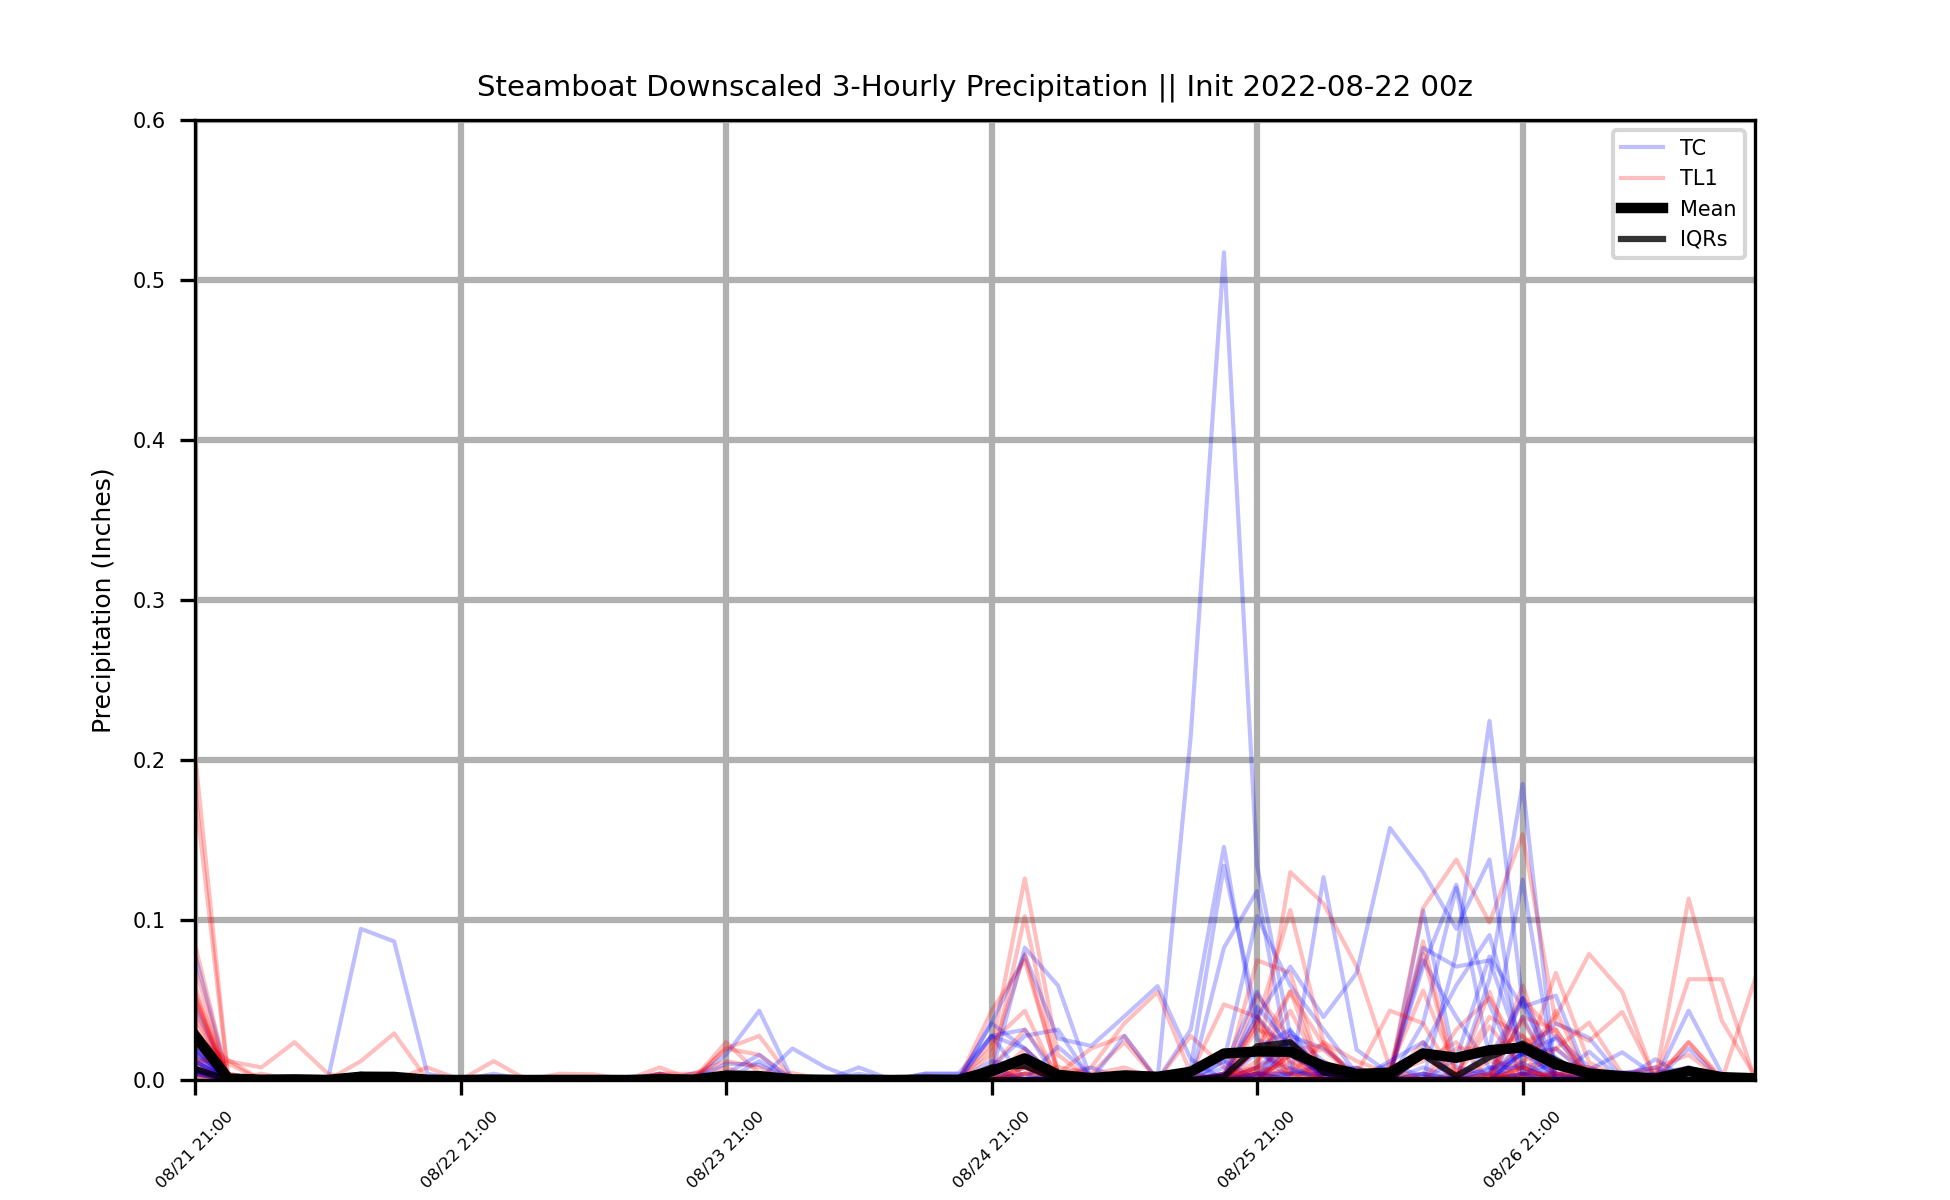 Steamboat Downscaled 3-Hourly Precipitation || Init 2022-08-22 00z
Precipitation (Inches)
0.6
0.5
0.4
0.3
0.2
0.1
0.0
TC
TL1
Mean
IQRs
08/21 21:00
08/22 21:00
08/23 21:00
08/24 21:00
08/25 21:00
08/26 21:00